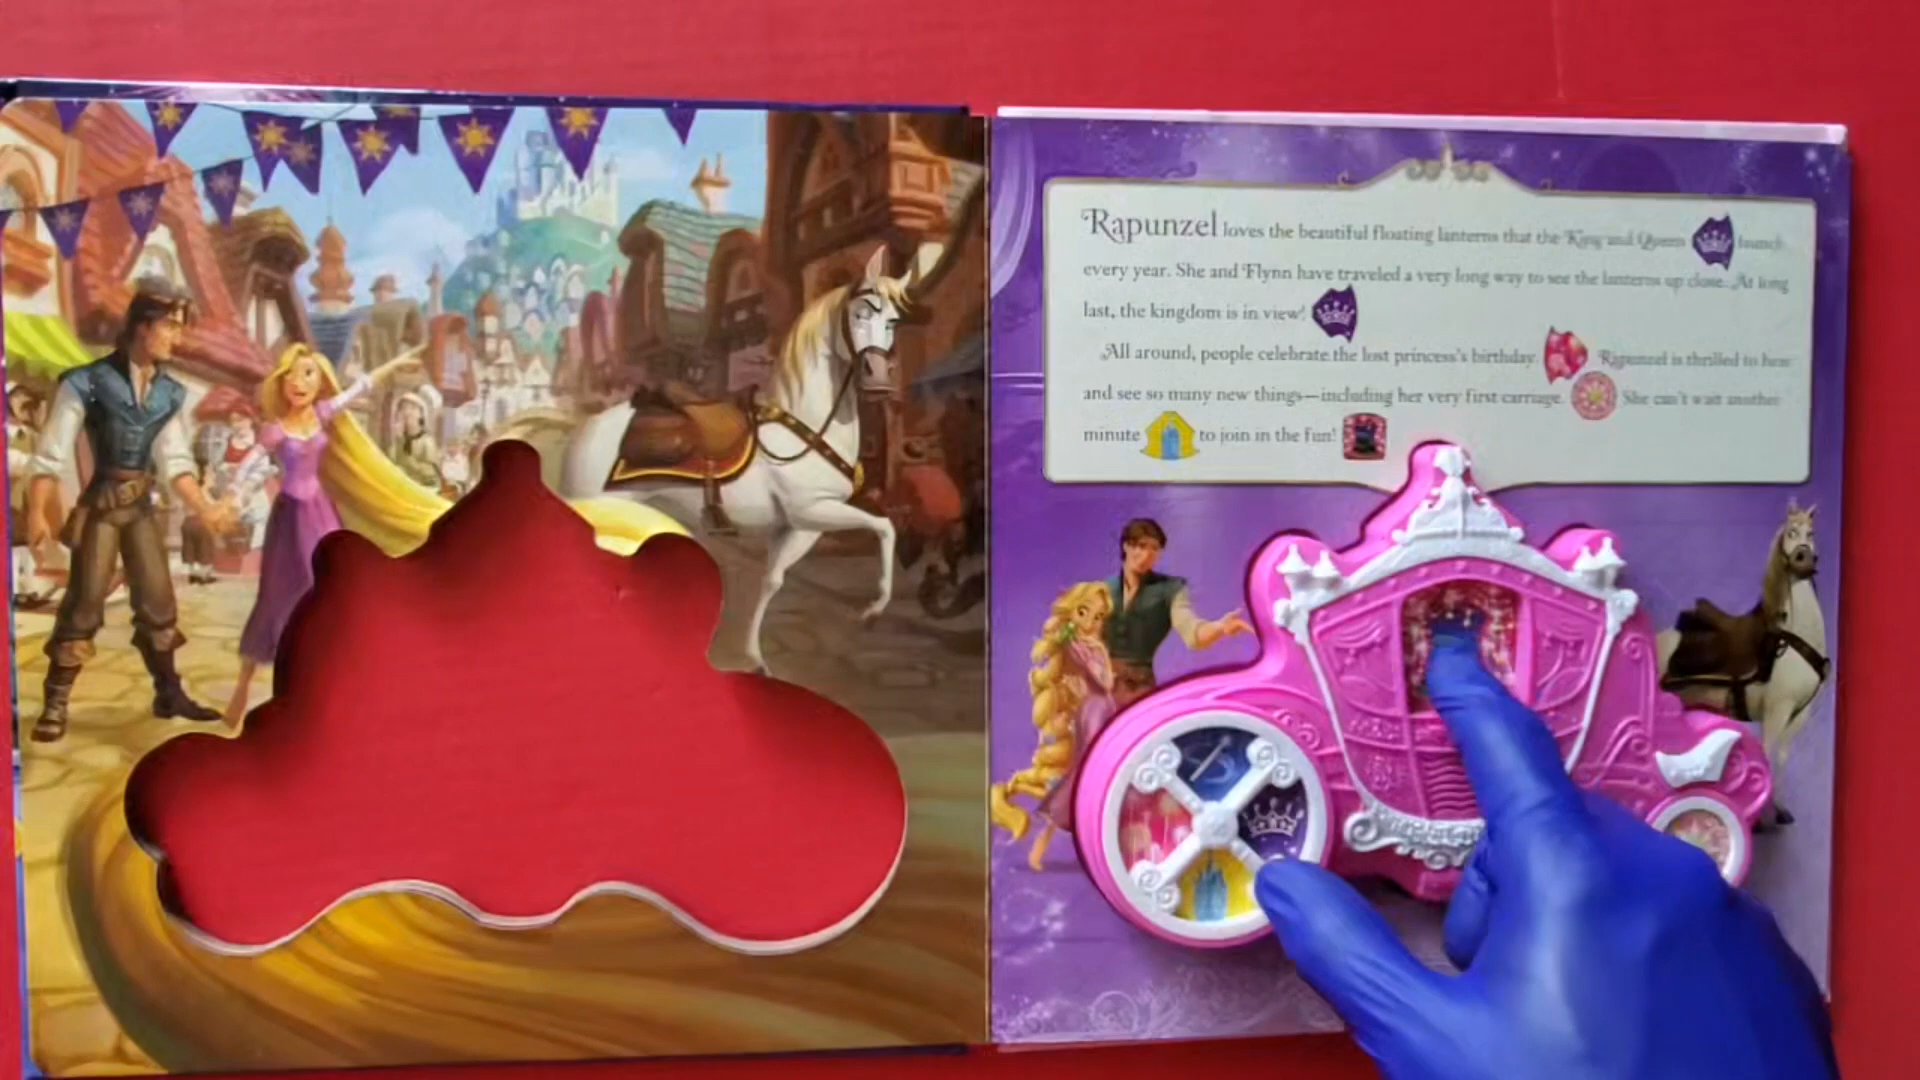 Rapunzel loves the beautiful floating lanterns that the King and Queen launch
every year. She and Flynn have traveled a very long way to see the lanterns up close. At long
last, the kingdom is in view!
All around, people celebrate the lost princess's birthday. Rapunzel is thrilled to hear
and see so many new things—including her very first carriage. She can't wait another
minute to join in the fun!